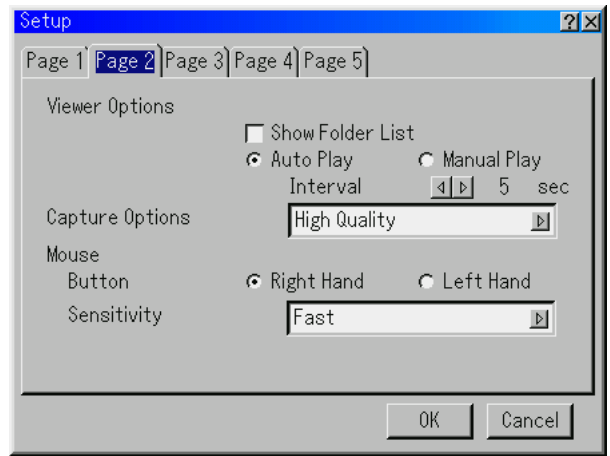 Setup
Page 1 Page 2 Page 3 Page 4 Page 5
Viewer Options
Show Folder List
Auto Play Manual Play
Interval 5 sec
Capture Options High Quality
Mouse
Button Right Hand Left Hand
Sensitivity Fast
OK Cancel